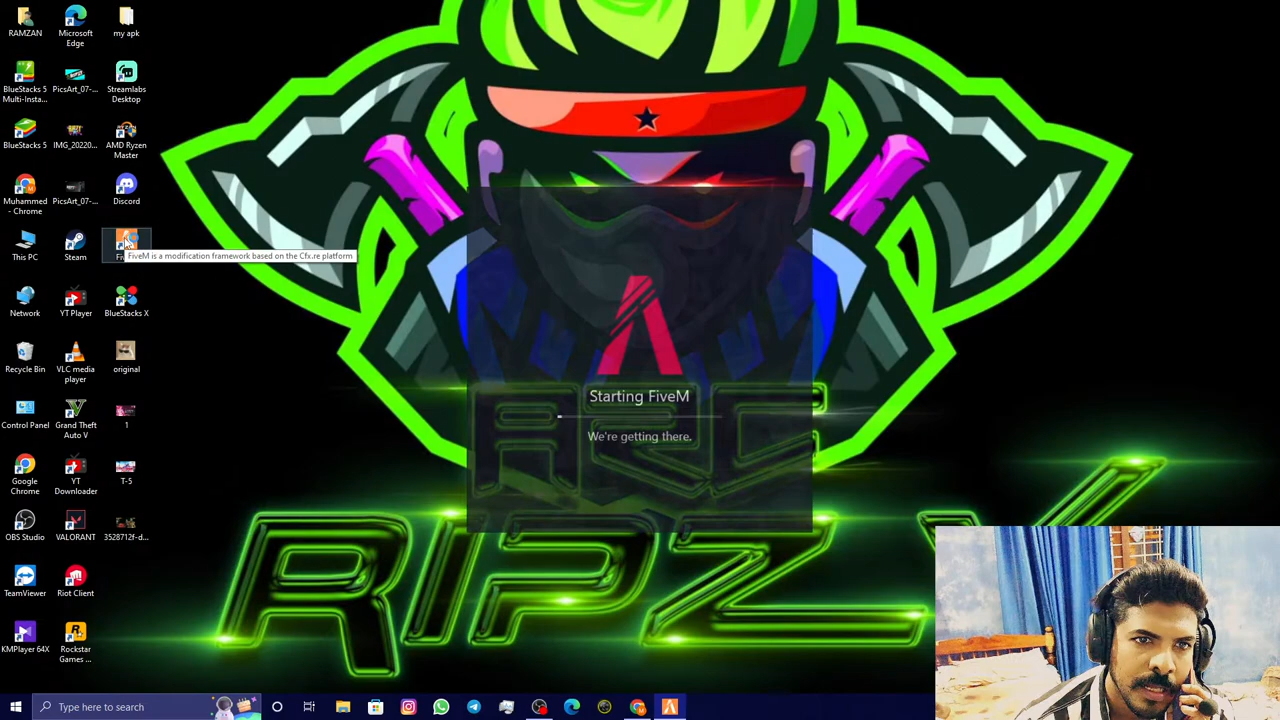 RAMZAN
Microsoft
Edge
my apk
BlueStacks 5
Multi-Insta...
PicsArt_07-...
Streamlabs
Desktop
BlueStacks 5
IMG_20220...
AMD Ryzen
Master
Muhammed
- Chrome
PicsArt_07-...
Discord
This PC
Steam
FiveM is a modification framework based on the Cfx.re platform
Network
YT Player
BlueStacks X
Recycle Bin
VLC media
player
original
Control Panel
Grand Theft
Auto V
1
Google
Chrome
YT
Downloader
T-5
OBS Studio
VALORANT
3528712f-d...
TeamViewer
Riot Client
KMPlayer 64X
Rockstar
Games ...
Starting FiveM
We're getting there.
RIPZ
Type here to search